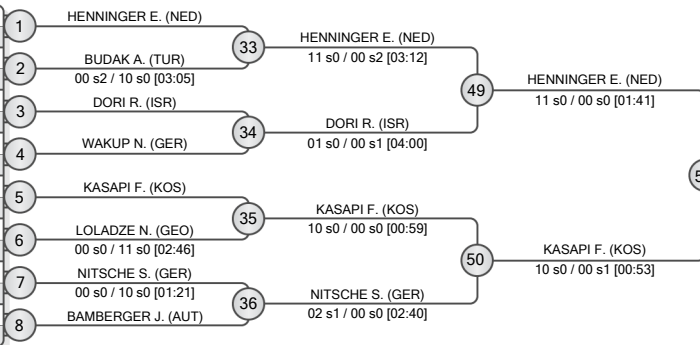 1
HENNINGER E. (NED)
2
BUDAK A. (TUR)
00 s2 / 10 s0 [03:05]
3
DORI R. (ISR)
4
WAKUP N. (GER)
5
KASAPI F. (KOS)
6
LOLADZE N. (GEO)
00 s0 / 11 s0 [02:46]
7
NITSCHE S. (GER)
00 s0 / 10 s0 [01:21]
8
BAMBERGER J. (AUT)
33
HENNINGER E. (NED)
11 s0 / 00 s2 [03:12]
34
DORI R. (ISR)
01 s0 / 00 s1 [04:00]
35
KASAPI F. (KOS)
10 s0 / 00 s0 [00:59]
36
NITSCHE S. (GER)
02 s1 / 00 s0 [02:40]
49
HENNINGER E. (NED)
11 s0 / 00 s0 [01:41]
50
KASAPI F. (KOS)
10 s0 / 00 s1 [00:53]